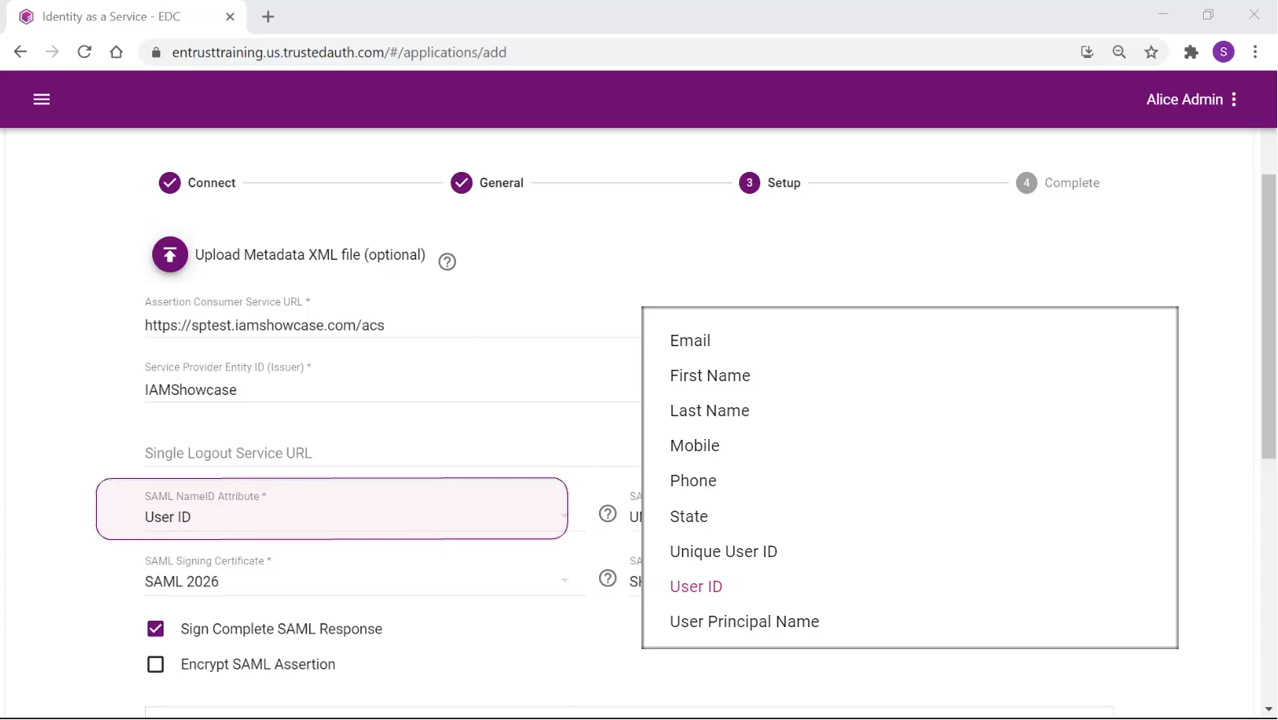 Identity as a Service - EDC
entrusttraining.us.trustedauth.com/#/applications/add
S
Alice Admin
Connect
General
3 Setup
4 Complete
Upload Metadata XML file (optional)
Assertion Consumer Service URL *
https://sptest.iamshowcase.com/acs
Service Provider Entity ID (Issuer) *
IAMShowcase
Single Logout Service URL
SAML NameID Attribute *
User ID
SAML Signing Certificate *
SAML 2026
Sign Complete SAML Response
Encrypt SAML Assertion
Email
First Name
Last Name
Mobile
Phone
State
Unique User ID
User ID
User Principal Name